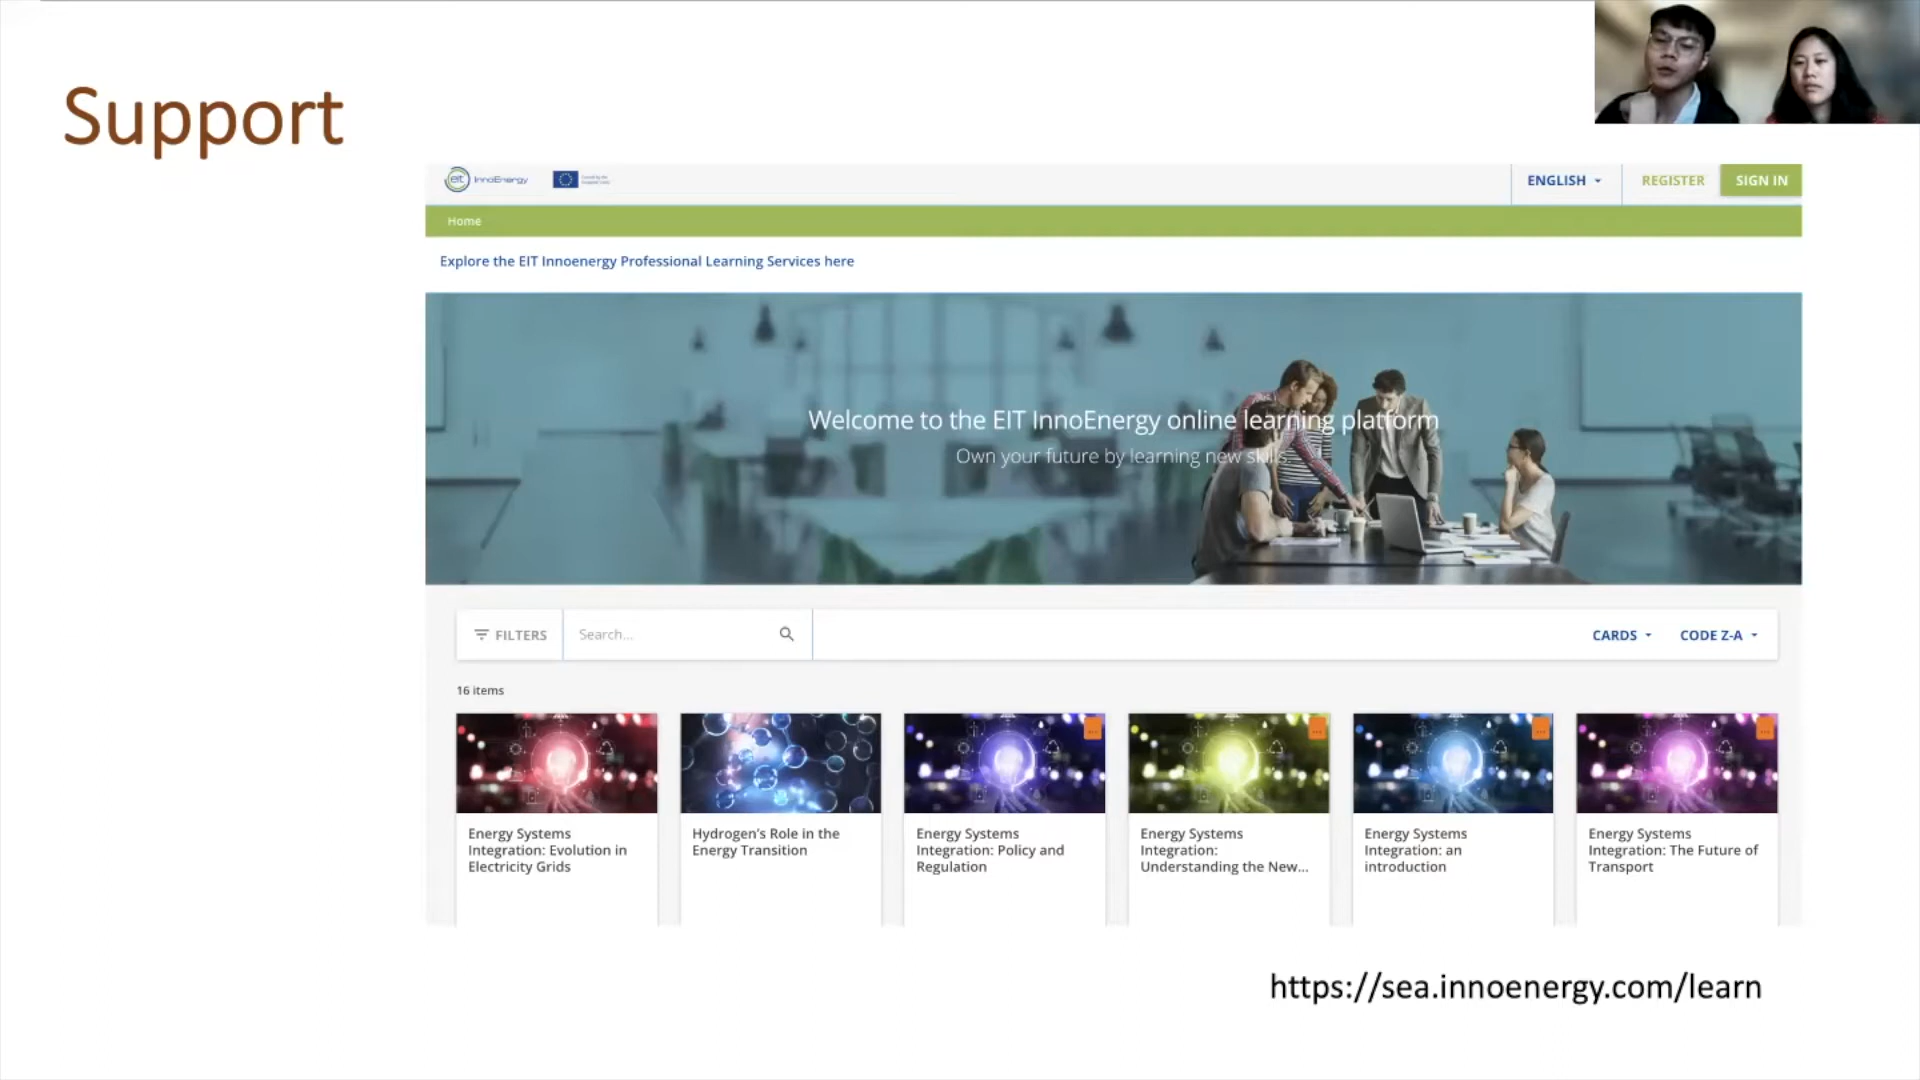 Support
eit InnoEnergy
ENGLISH
REGISTER
SIGN IN
Home
Explore the EIT Innoenergy Professional Learning Services here
Welcome to the EIT InnoEnergy online learning platform
Own your future by learning new skills
FILTERS
Search...
CARDS
CODE Z-A
16 items
Energy Systems
Integration: Evolution in
Electricity Grids
Hydrogen's Role in the
Energy Transition
Energy Systems
Integration: Policy and
Regulation
Energy Systems
Integration:
Understanding the New...
Energy Systems
Integration: an
introduction
Energy Systems
Integration: The Future of
Transport
https://sea.innoenergy.com/learn